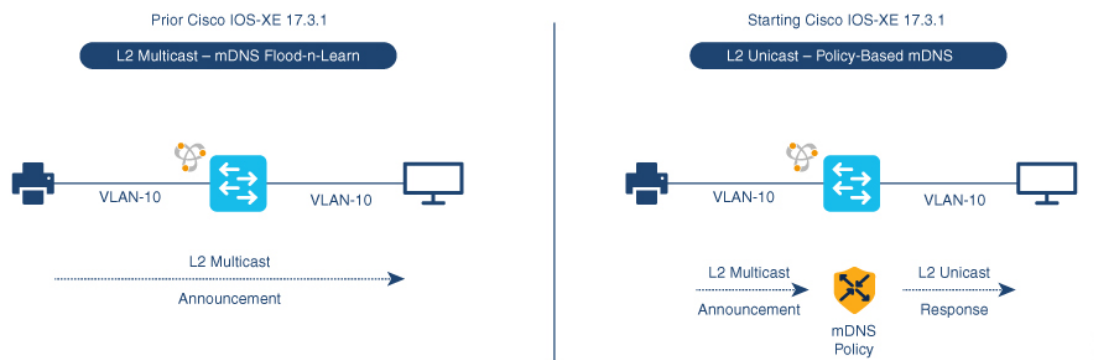 Prior Cisco IOS-XE 17.3.1
L2 Multicast – mDNS Flood-n-Learn
VLAN-10
VLAN-10
L2 Multicast
Announcement
Starting Cisco IOS-XE 17.3.1
L2 Unicast – Policy-Based mDNS
VLAN-10
VLAN-10
L2 Multicast
Announcement
mDNS
Policy
L2 Unicast
Response